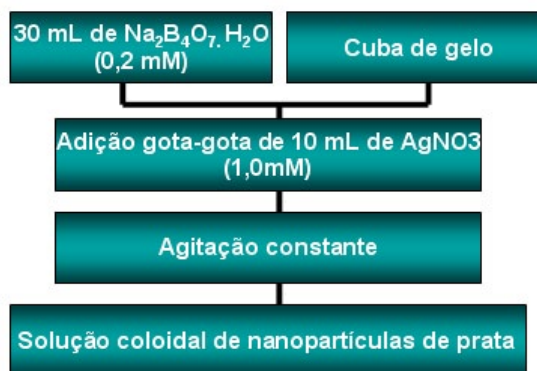 30 mL de Na₂B₄O₇.H₂O
(0,2 mM)
Cuba de gelo
Adição gota-gota de 10 mL de AgNO3
(1,0mM)
Agitação constante
Solução coloidal de nanopartículas de prata